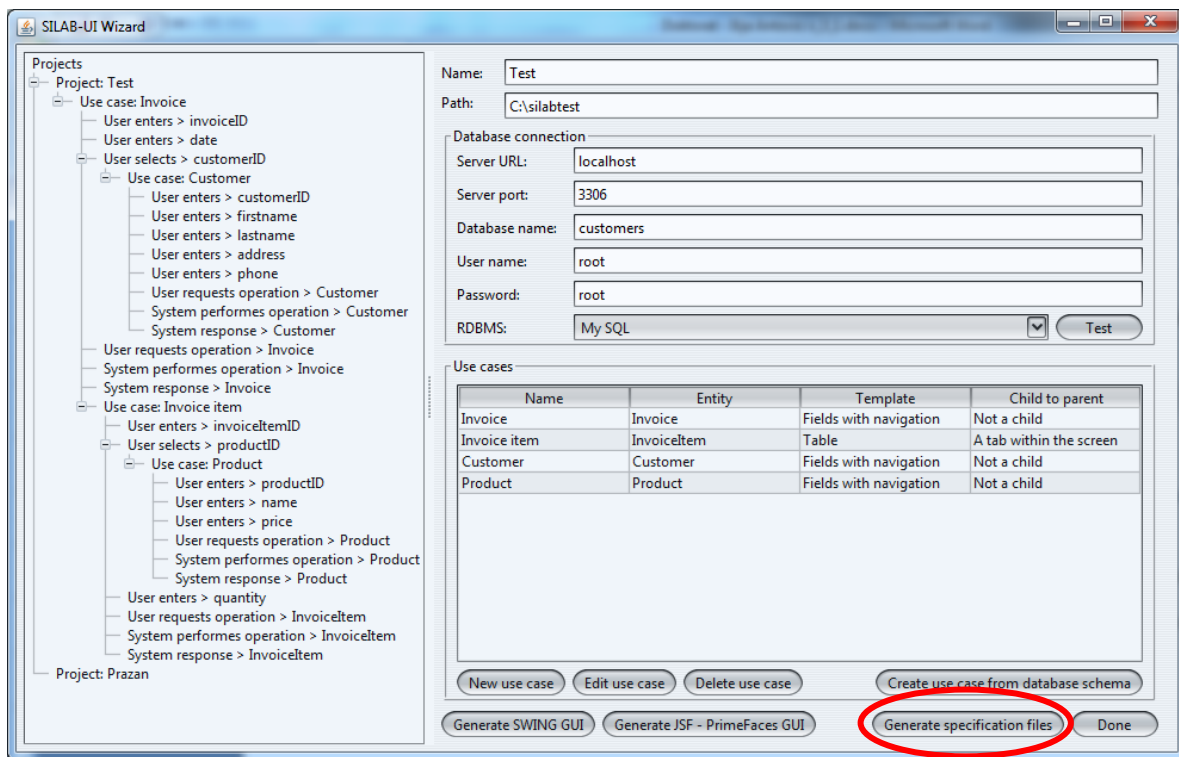 SILAB-UI Wizard
Projects
Project: Test
Use case: Invoice
User enters > invoiceID
User enters > date
User selects > customerID
Use case: Customer
User enters > customerID
User enters > firstname
User enters > lastname
User enters > address
User enters > phone
User requests operation > Customer
System performes operation > Customer
System response > Customer
User requests operation > Invoice
System performes operation > Invoice
System response > Invoice
Use case: Invoice item
User enters > invoiceItemID
User selects > productID
Use case: Product
User enters > productID
User enters > name
User enters > price
User requests operation > Product
System performes operation > Product
System response > Product
User enters > quantity
User requests operation > InvoiceItem
System performes operation > InvoiceItem
System response > InvoiceItem
Project: Prazan
Name: Test
Path: C:\silabtest
Database connection
Server URL: localhost
Server port: 3306
Database name: customers
User name: root
Password: root
RDBMS: My SQL Test
Use cases
Name Entity Template Child to parent
Invoice Invoice Fields with navigation Not a child
Invoice item InvoiceItem Table A tab within the screen
Customer Customer Fields with navigation Not a child
Product Product Fields with navigation Not a child
New use case Edit use case Delete use case Create use case from database schema
Generate SWING GUI Generate JSF - PrimeFaces GUI Generate specification files Done